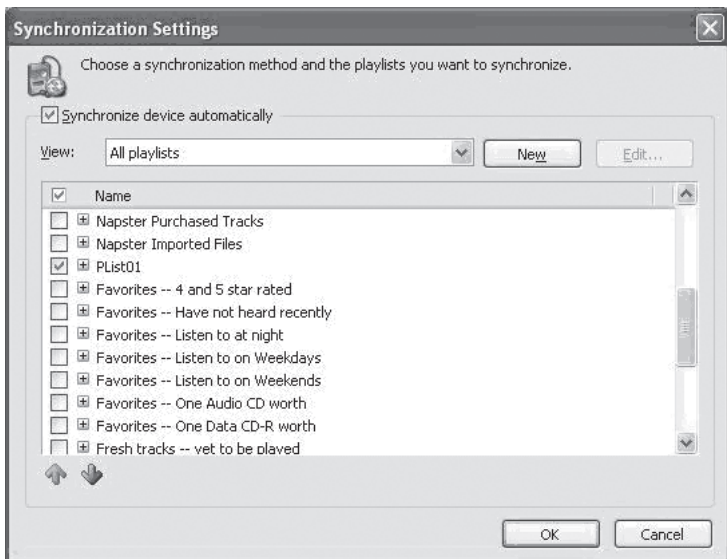 Synchronization Settings
Choose a synchronization method and the playlists you want to synchronize.
Synchronize device automatically
View: All playlists New Edit...
Name
Napster Purchased Tracks
Napster Imported Files
PList01
Favorites -- 4 and 5 star rated
Favorites -- Have not heard recently
Favorites -- Listen to at night
Favorites -- Listen to on Weekdays
Favorites -- Listen to on Weekends
Favorites -- One Audio CD worth
Favorites -- One Data CD-R worth
Fresh tracks -- yet to be played
OK Cancel